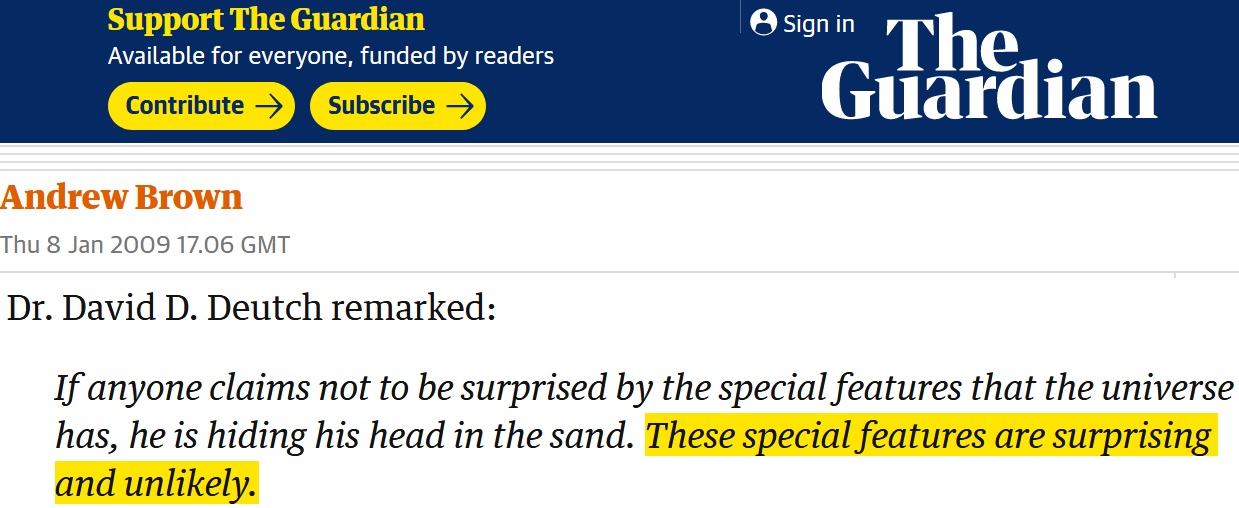 Support The Guardian
Available for everyone, funded by readers
Contribute
Subscribe
Sign in
The
Guardian
Andrew Brown
Thu 8 Jan 2009 17.06 GMT
Dr. David D. Deutch remarked:
If anyone claims not to be surprised by the special features that the universe
has, he is hiding his head in the sand. These special features are surprising
and unlikely.